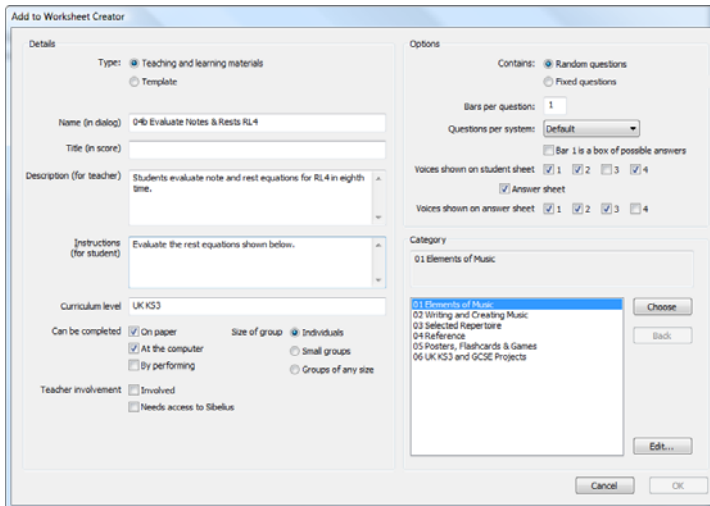 Add to Worksheet Creator
Details
Type: Teaching and learning materials
Template
Name (in dialog) 04b Evaluate Notes & Rests RL4
Title (in score)
Description (for teacher) Students evaluate note and rest equations for RL4 in eighth
time.
Instructions
(for student) Evaluate the rest equations shown below.
Curriculum level UK KS3
Can be completed On paper Size of group Individuals
At the computer Small groups
By performing Groups of any size
Teacher involvement Involved
Needs access to Sibelius
Options
Contains: Random questions
Fixed questions
Bars per question: 1
Questions per system: Default
Bar 1 is a box of possible answers
Voices shown on student sheet 1 2 3 4
Answer sheet
Voices shown on answer sheet 1 2 3 4
Category
01 Elements of Music
01 Elements of Music
02 Writing and Creating Music
03 Selected Repertoire
04 Reference
05 Posters, Flashcards & Games
06 UK KS3 and GCSE Projects
Choose
Back
Edit...
Cancel OK